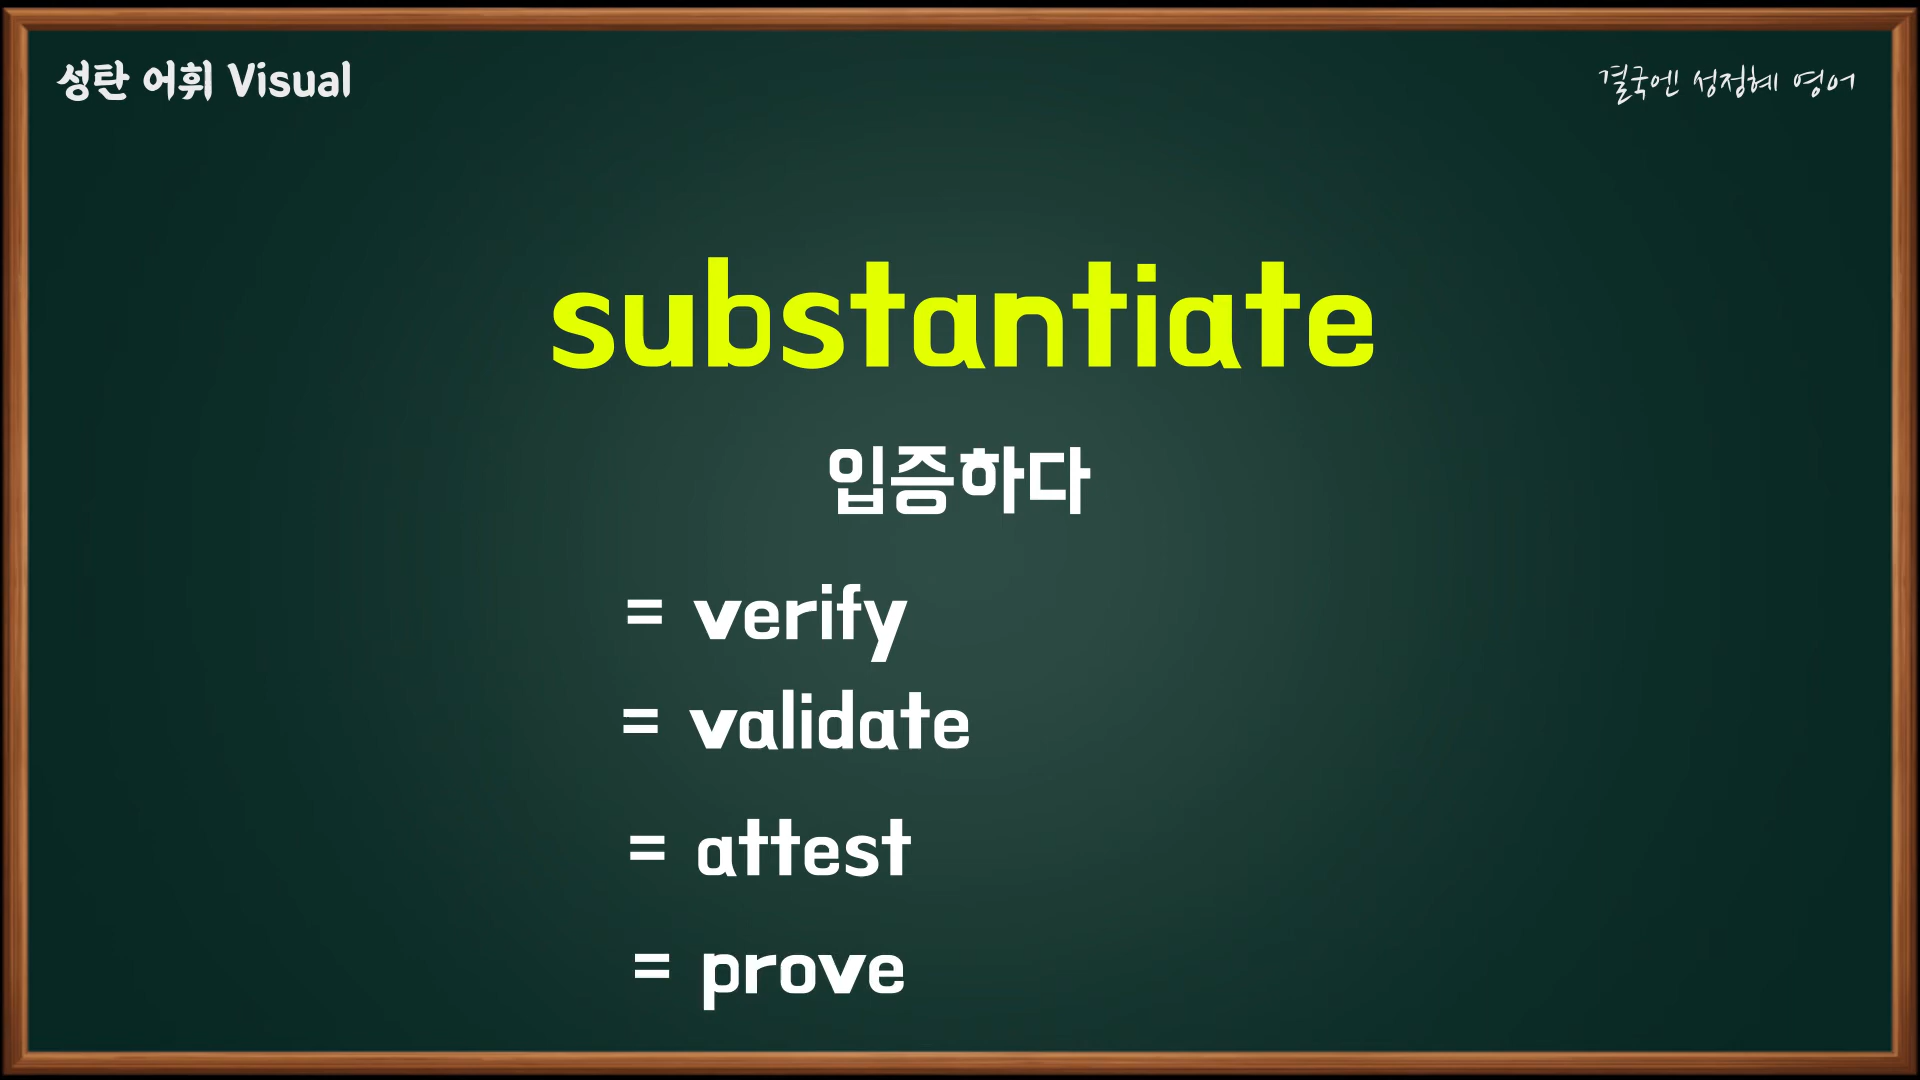 성탄 어휘 Visual
결국엔 성정혜 영어
substantiate
입증하다
= verify
= validate
= attest
= prove